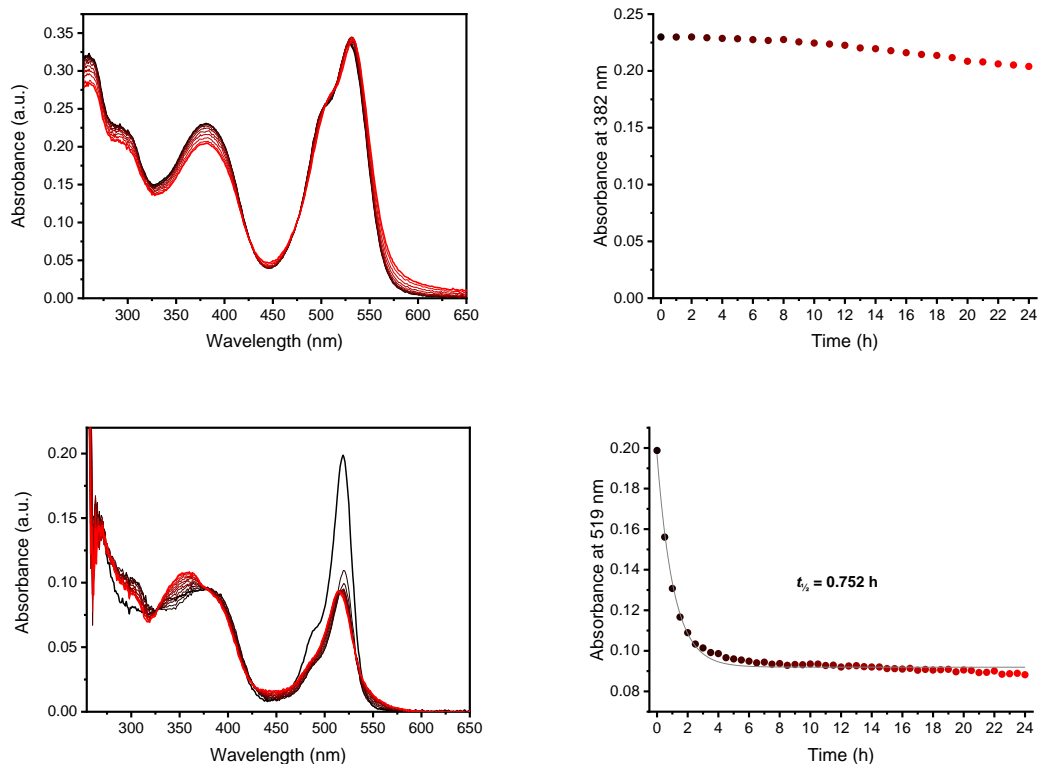 0.35
0.30
0.25
0.20
0.15
0.10
0.05
0.00
Absrobance (a.u.)
300 350 400 450 500 550 600 650
Wavelength (nm)
0.25
0.20
0.15
0.10
0.05
0.00
Absorbance at 382 nm
0 2 4 6 8 10 12 14 16 18 20 22 24
Time (h)
0.20
0.15
0.10
0.05
0.00
Absorbance (a.u.)
300 350 400 450 500 550 600 650
Wavelength (nm)
0.20
0.18
0.16
0.14
0.12
0.10
0.08
Absorbance at 519 nm
t½ = 0.752 h
0 2 4 6 8 10 12 14 16 18 20 22 24
Time (h)